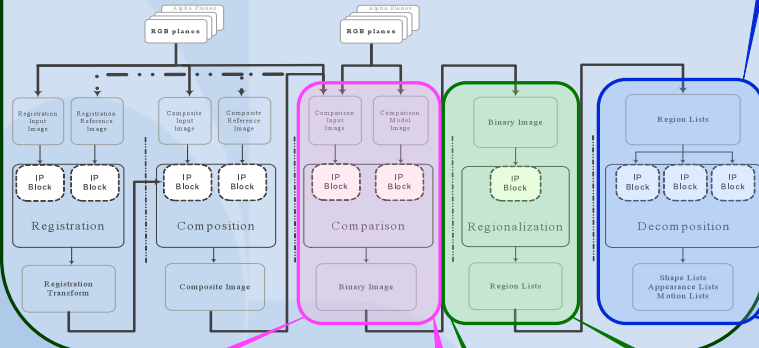 Alpha Planes
RGB planes
Alpha Planes
RGB planes
Registration
Input
Image
Registration
Reference
Image
Composite
Input
Image
Composite
Reference
Image
Comparison
Input
Image
Comparison
Model
Image
Binary Image
Region Lists
IP
Block
IP
Block
IP
Block
IP
Block
IP
Block
IP
Block
IP
Block
IP
Block
IP
Block
IP
Block
Registration
Composition
Comparison
Regionalization
Decomposition
Registration
Transform
Composite Image
Binary Image
Region Lists
Shape Lists
Appearance Lists
Motion Lists